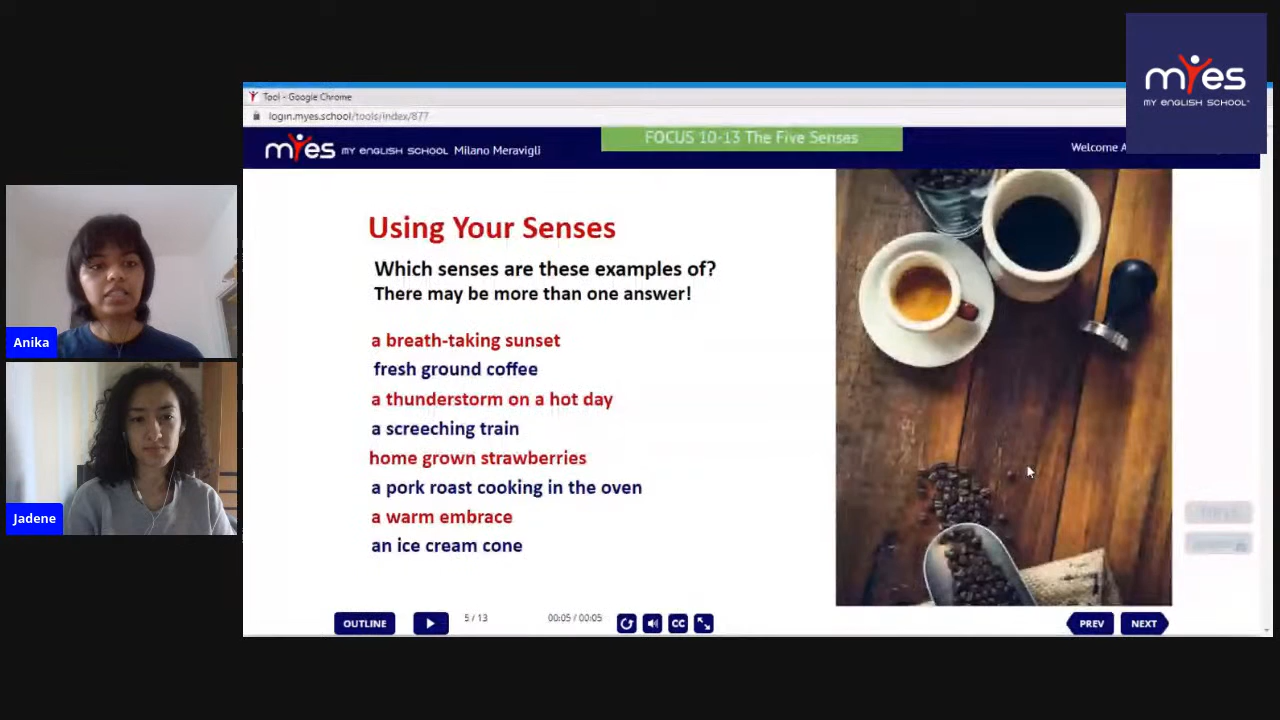 myes
MY ENGLISH SCHOOL
Tool - Google Chrome
login.myes.school/tools/index/877
myes MY ENGLISH SCHOOL Milano Meravigli
FOCUS 10-13 The Five Senses
Welcome A
Using Your Senses
Which senses are these examples of?
There may be more than one answer!
a breath-taking sunset
fresh ground coffee
a thunderstorm on a hot day
a screeching train
home grown strawberries
a pork roast cooking in the oven
a warm embrace
an ice cream cone
Anika
Jadene
OUTLINE
5 / 13
00:05 / 00:05
CC
PREV
NEXT